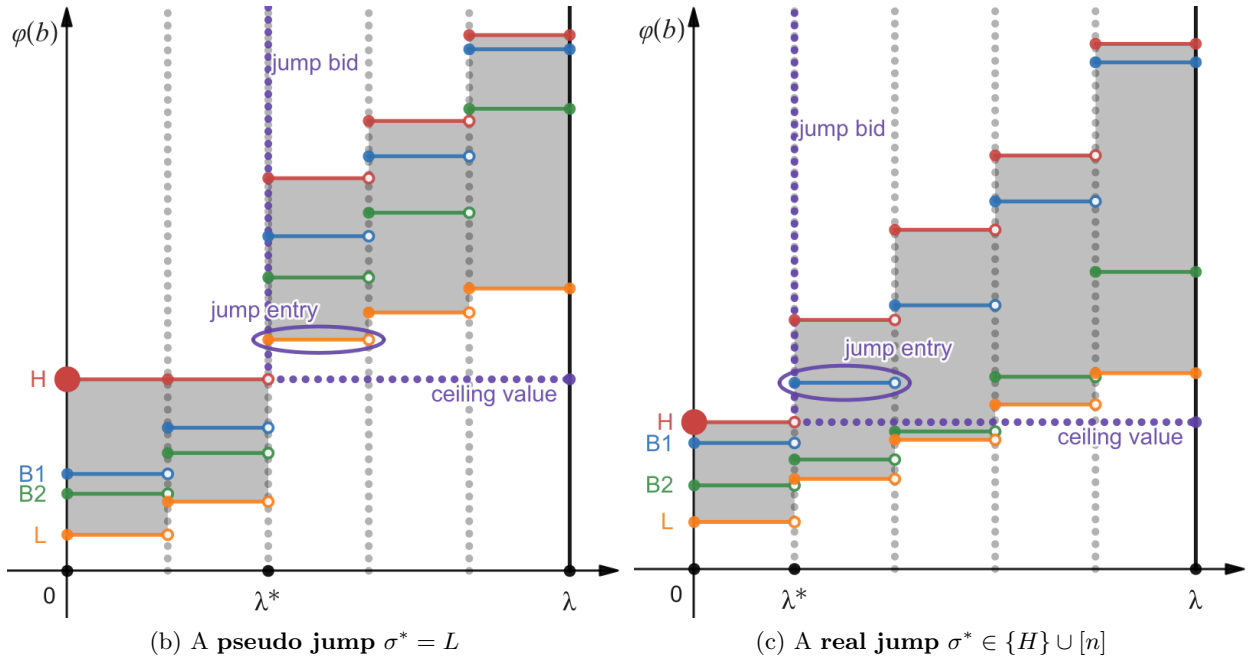 φ(b)
jump bid
jump entry
H
ceiling value
B1
B2
L
0
λ*
λ
(b) A pseudo jump σ* = L
φ(b)
jump bid
jump entry
H
ceiling value
B1
B2
L
0
λ*
λ
(c) A real jump σ* ∈ {H} ∪ [n]